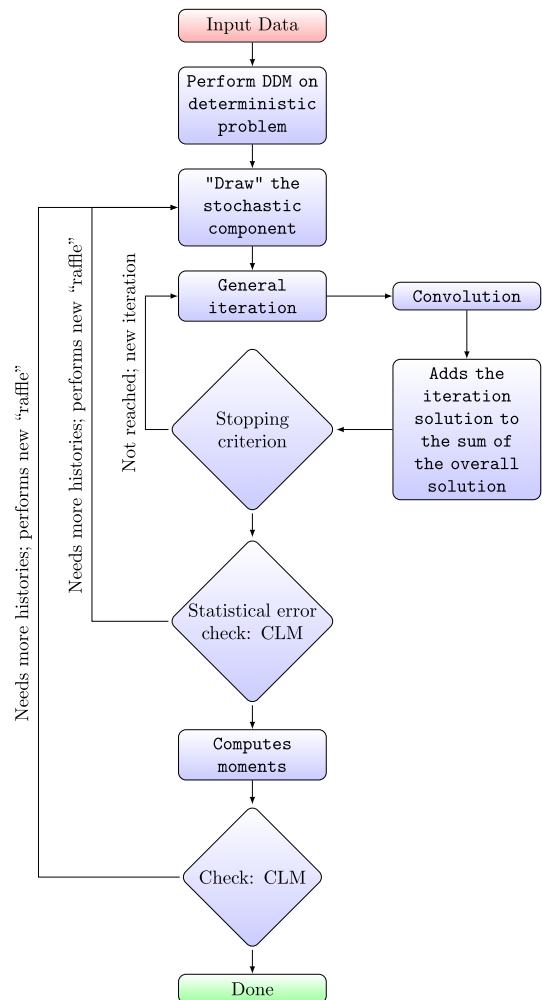 Input Data
Perform DDM on
deterministic
problem
"Draw" the
stochastic
component
General
iteration
Convolution
Adds the
iteration
solution to
the sum of
the overall
solution
Stopping
criterion
Not reached; new iteration
Statistical error
check: CLM
Needs more histories; performs new “raffle”
Computes
moments
Check: CLM
Needs more histories; performs new “raffle”
Done